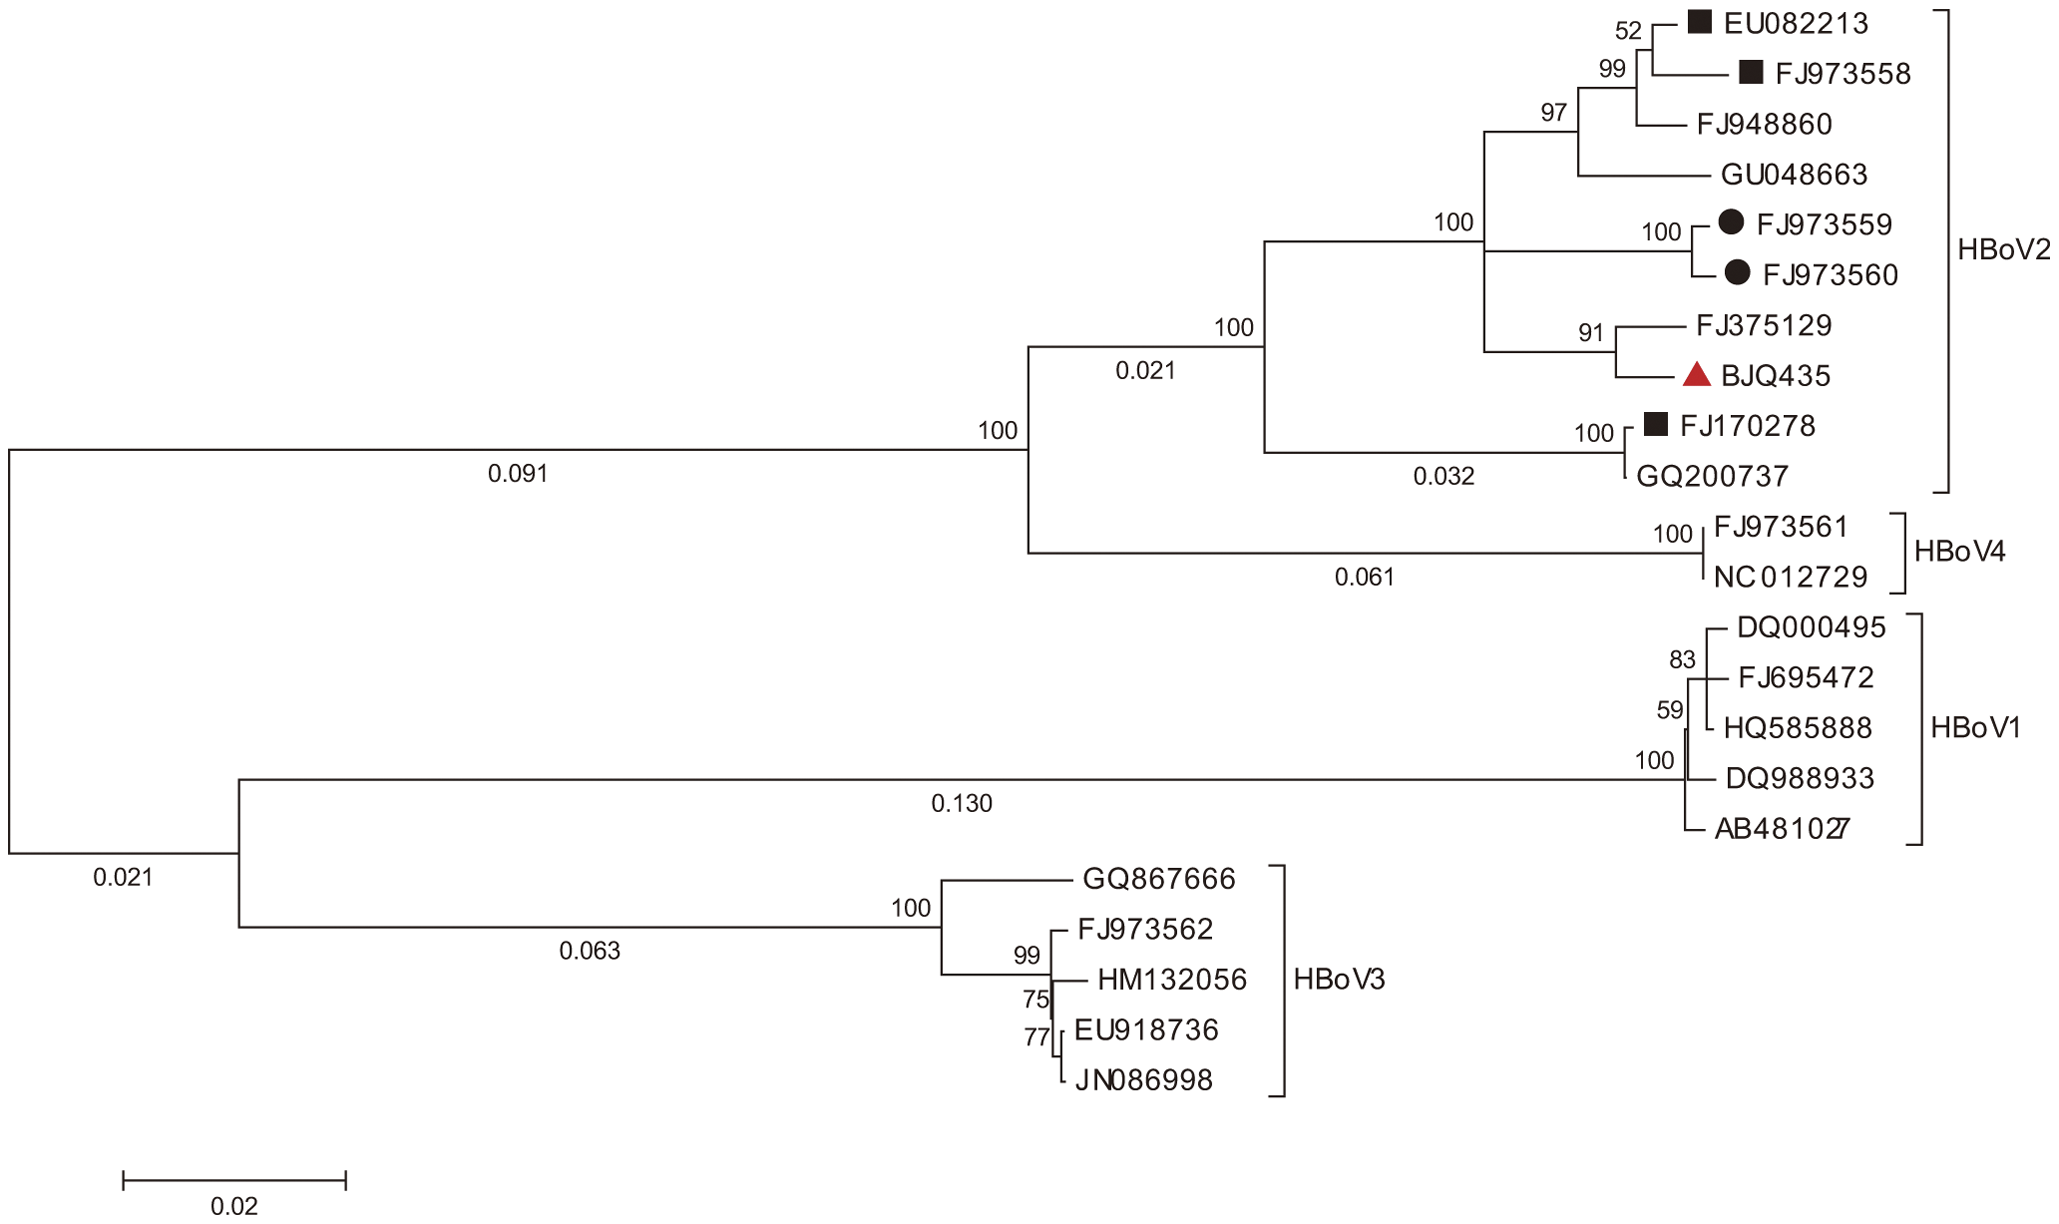 52
EU082213
99
FJ973558
97
FJ948860
GU048663
100
100
FJ973559
FJ973560
HBoV2
100
91
FJ375129
0.021
BJQ435
100
100
FJ170278
0.091
0.032
GQ200737
100
FJ973561
HBoV4
0.061
NC012729
DQ000495
83
FJ695472
59
HQ585888
HBoV1
100
DQ988933
0.130
AB481027
0.021
GQ867666
100
FJ973562
0.063
99
HM132056
HBoV3
75
77
EU918736
JN086998
0.02